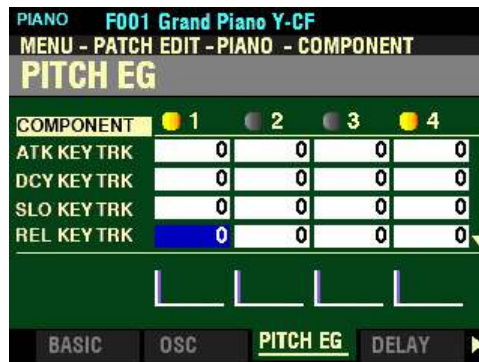 PIANO F001 Grand Piano Y-CF
MENU - PATCH EDIT - PIANO - COMPONENT
PITCH EG
COMPONENT 1 2 3 4
ATK KEY TRK 0 0 0 0
DCY KEY TRK 0 0 0 0
SLO KEY TRK 0 0 0 0
REL KEY TRK 0 0 0 0
BASIC OSC PITCH EG DELAY